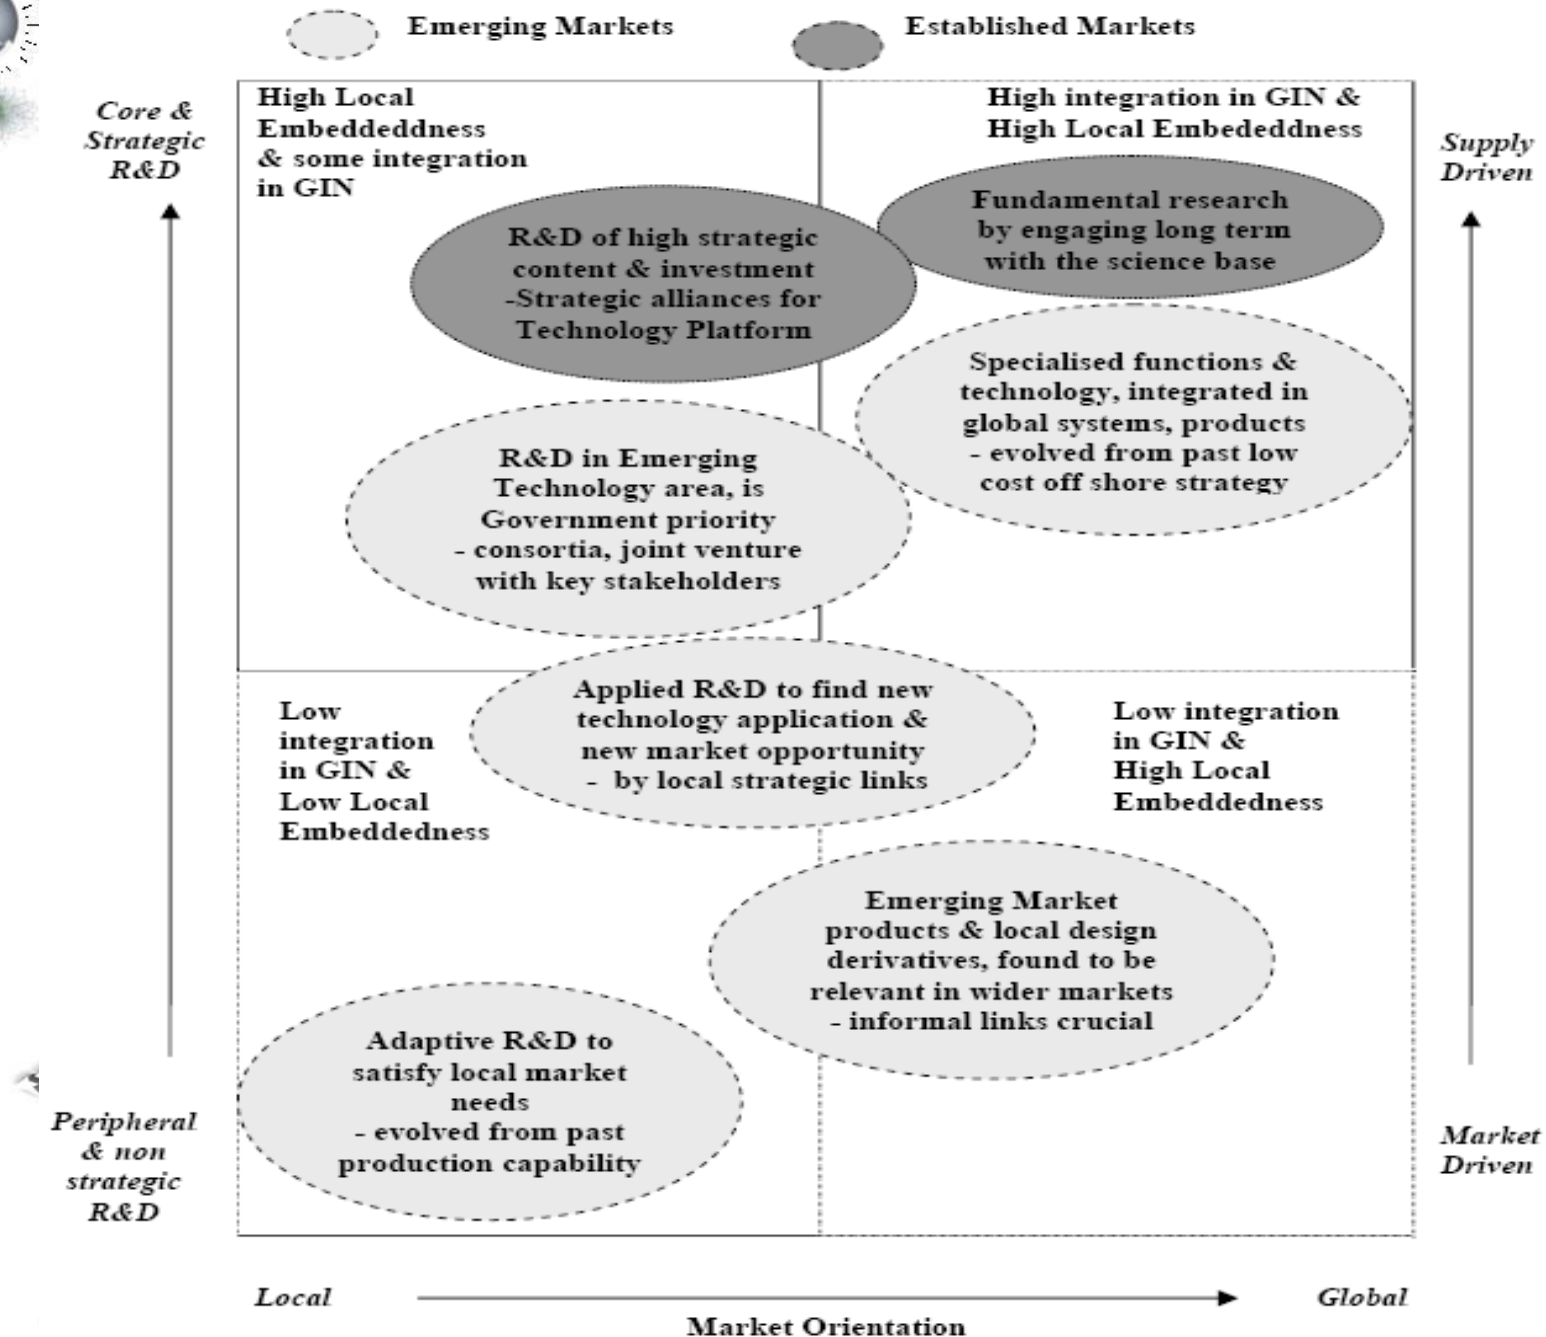 Emerging Markets
Established Markets
Core &
Strategic
R&D
High Local
Embeddeddness
& some integration
in GIN
High integration in GIN &
High Local Embededdness
Supply
Driven
R&D of high strategic
content & investment
-Strategic alliances for
Technology Platform
Fundamental research
by engaging long term
with the science base
Specialised functions &
technology, integrated in
global systems, products
- evolved from past low
cost off shore strategy
R&D in Emerging
Technology area, is
Government priority
- consortia, joint venture
with key stakeholders
Applied R&D to find new
technology application &
new market opportunity
- by local strategic links
Low
integration
in GIN &
Low Local
Embeddedness
Low integration
in GIN &
High Local
Embeddedness
Emerging Market
products & local design
derivatives, found to be
relevant in wider markets
- informal links crucial
Adaptive R&D to
satisfy local market
needs
- evolved from past
production capability
Peripheral
& non
strategic
R&D
Market
Driven
Local
Global
Market Orientation